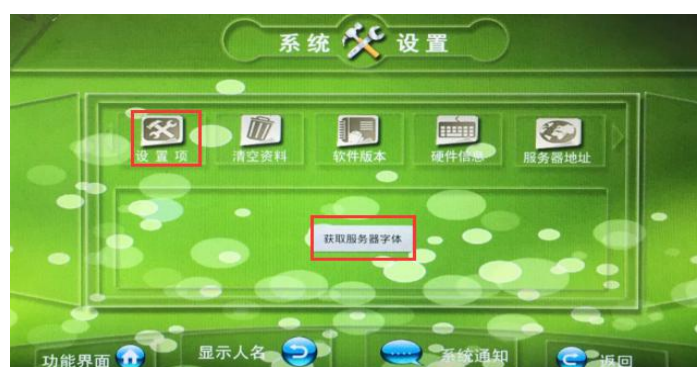 系统 设置
设置项 清空资料 软件版本 硬件信息 服务器地址
获取服务器字体
功能界面 显示人名 系统通知 返回